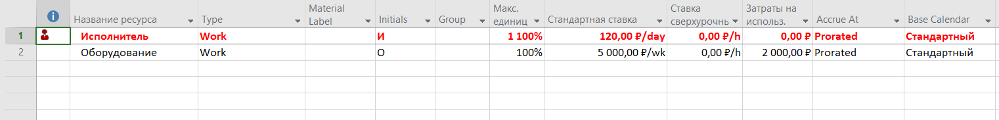 Название ресурса Type Material Label Initials Group Макс. единиц Стандартная ставка Ставка сверхурочнь Затраты на использ. Accrue At Base Calendar
1 Исполнитель Work И 1 100% 120,00 ₽/day 0,00 ₽/h 0,00 ₽ Prorated Стандартный
2 Оборудование Work О 100% 5 000,00 ₽/wk 0,00 ₽/h 2 000,00 ₽ Prorated Стандартный